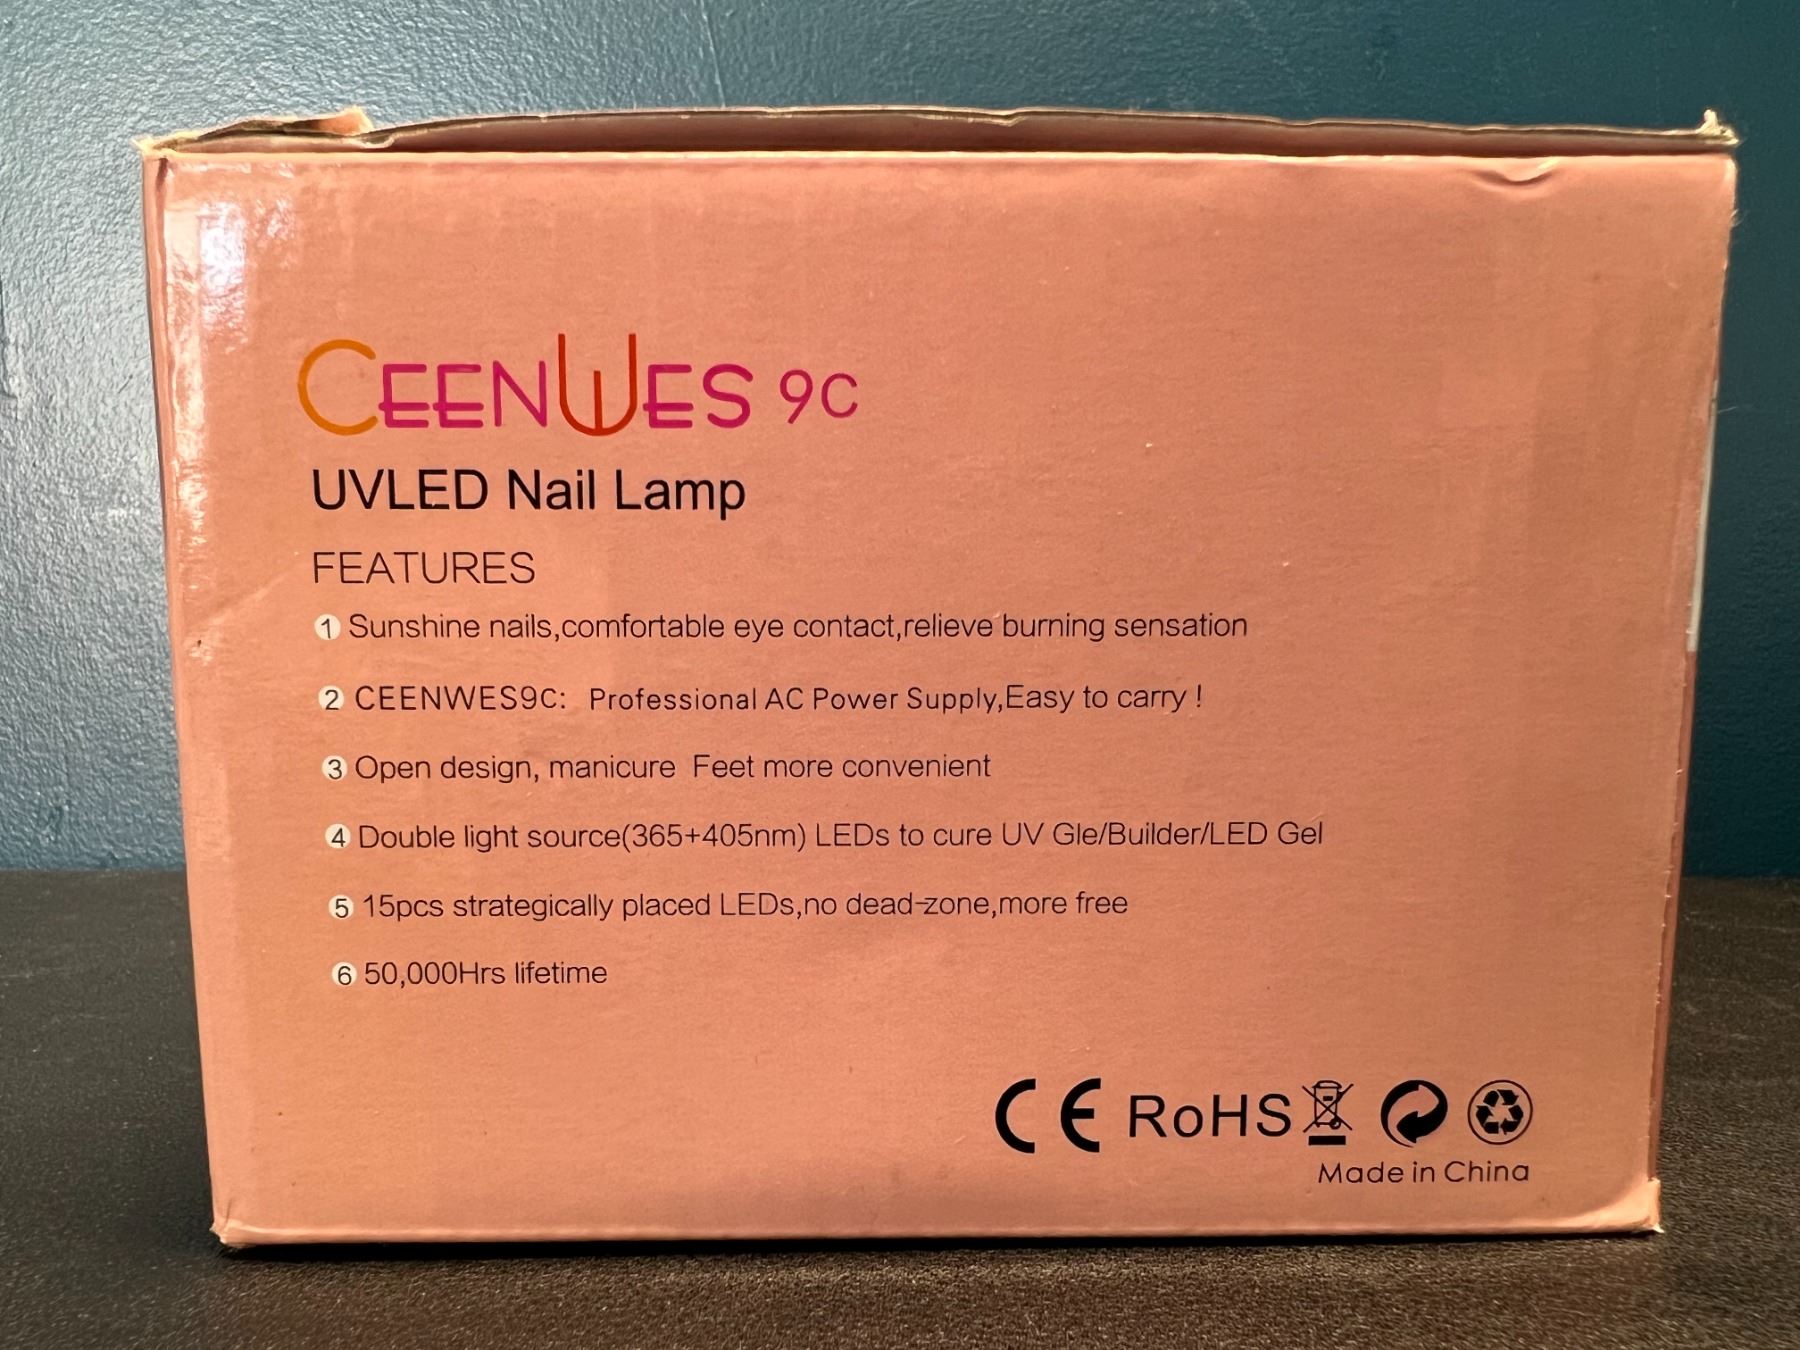 CEENWES 9C
UVLED Nail Lamp
FEATURES
① Sunshine nails,comfortable eye contact,relieve burning sensation
② CEENWES9C: Professional AC Power Supply,Easy to carry !
③ Open design, manicure Feet more convenient
④ Double light source(365+405nm) LEDs to cure UV Gle/Builder/LED Gel
⑤ 15pcs strategically placed LEDs,no dead-zone,more free
⑥ 50,000Hrs lifetime
CE RoHS
Made in China